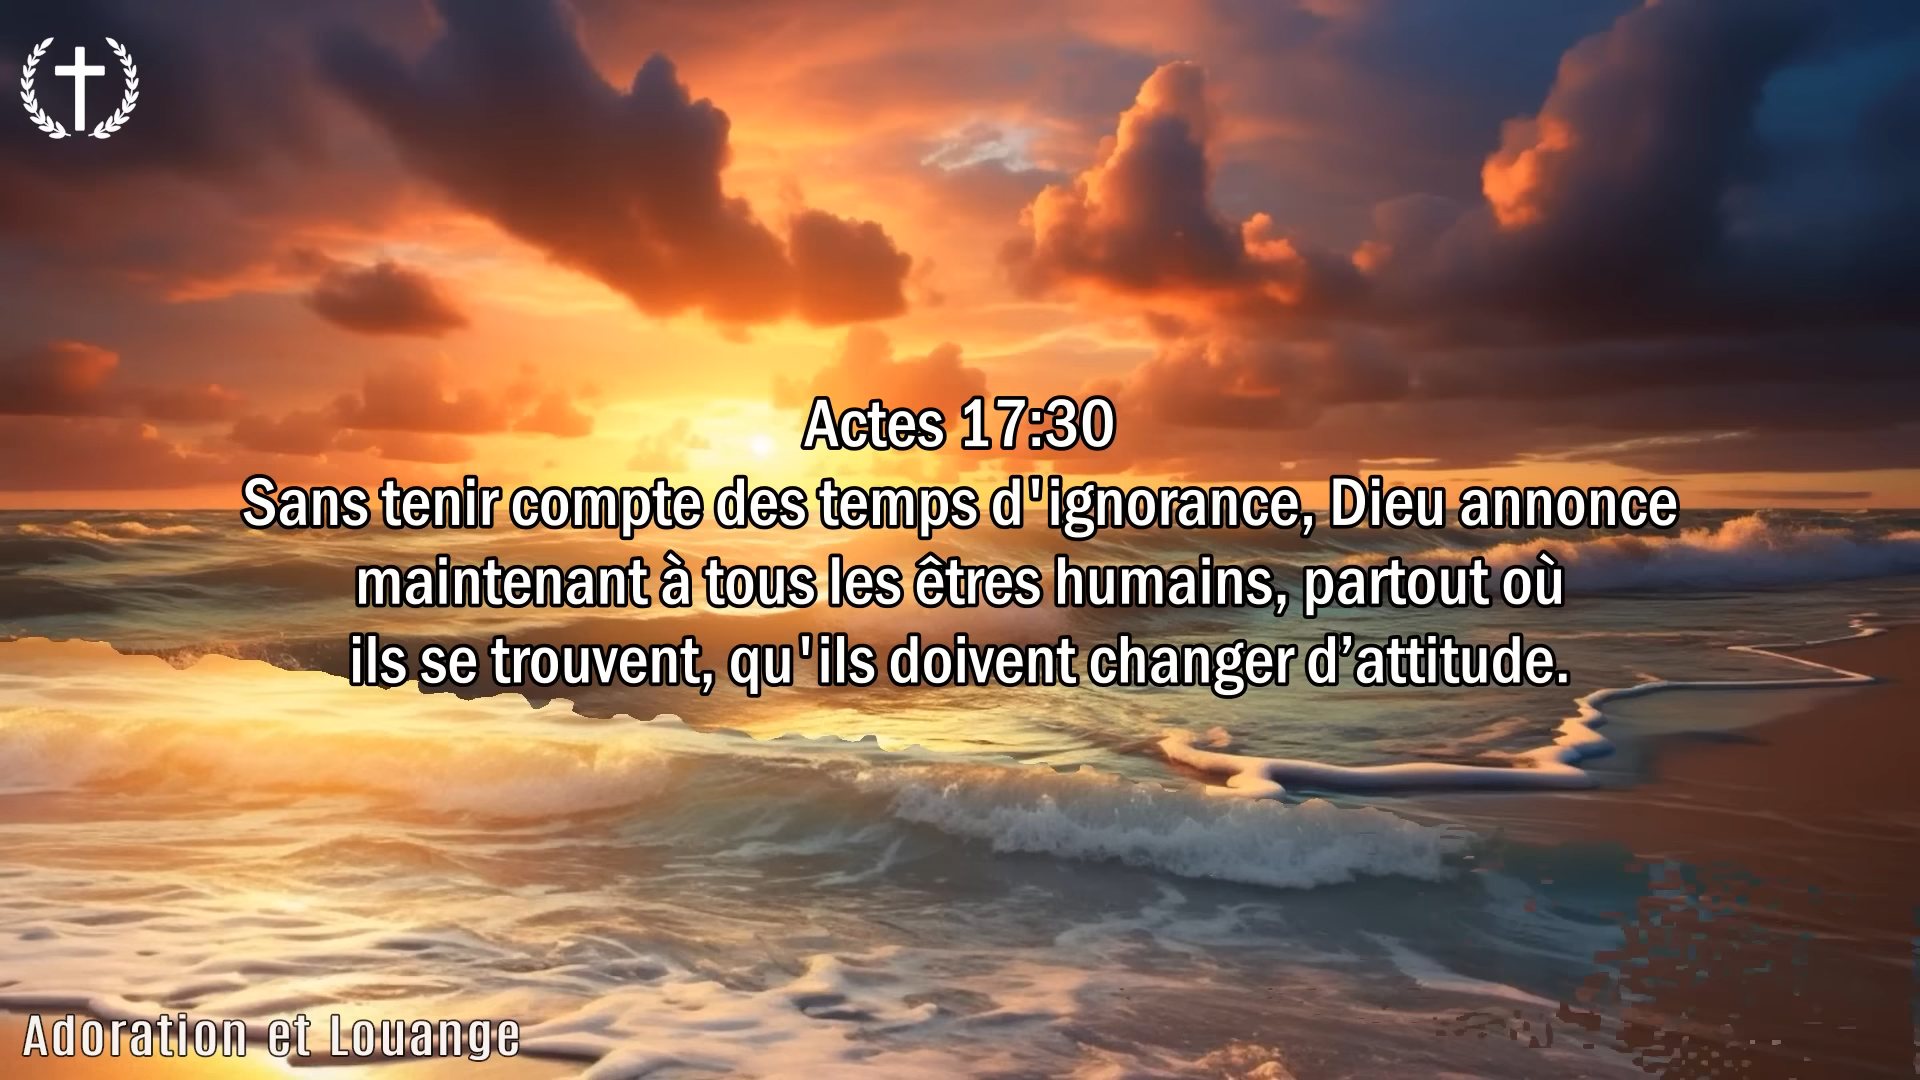 Actes 17:30
Sans tenir compte des temps d'ignorance, Dieu annonce
maintenant à tous les êtres humains, partout où
ils se trouvent, qu'ils doivent changer d’attitude.
Adoration et Louange